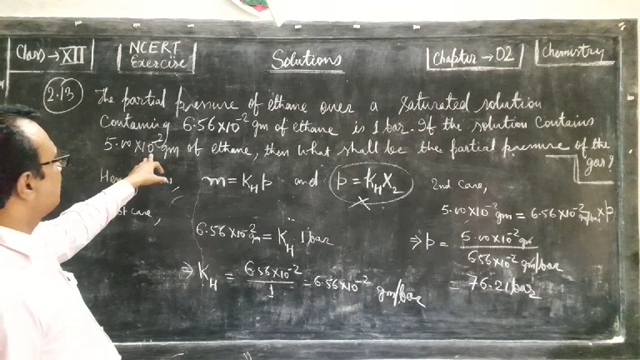 Class → XII
NCERT
Exercise
Solutions
Chapter → 02
Chemistry
2.13
The partial pressure of ethane over a saturated solution
containing 6.56×10⁻² gm of ethane is 1 bar. If the solution contains
5.00×10⁻² gm of ethane, then what shall be the partial pressure of the
gas?
m = K_H p and p = K_H X₂
6.56×10⁻² gm = K_H 1 bar
⇒ K_H = 6.56×10⁻² / 1 = 6.56×10⁻² gm/bar
2nd Case,
5.00×10⁻² gm = 6.56×10⁻² gm/bar × p
⇒ p = 5.00×10⁻² gm / 6.56×10⁻² gm/bar
= 76.21 bar